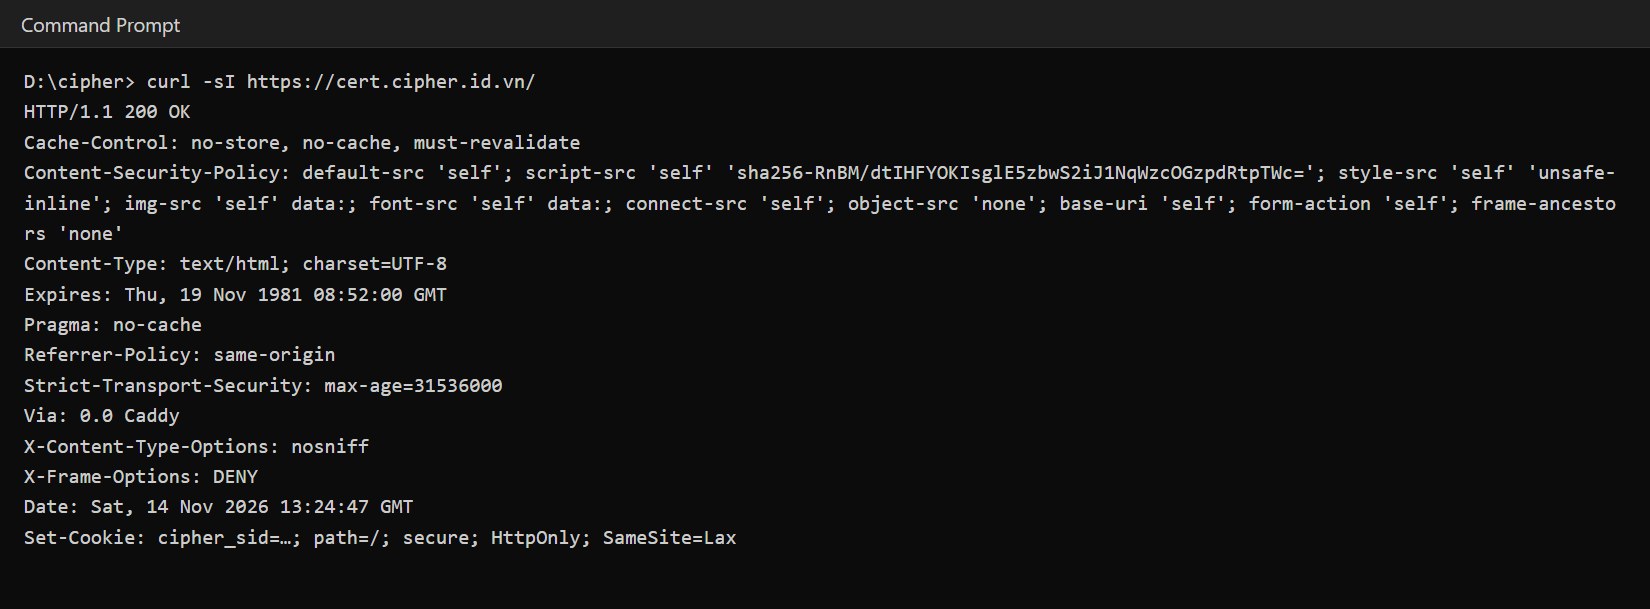 Command Prompt
D:\cipher> curl -sI https://cert.cipher.id.vn/
HTTP/1.1 200 OK
Cache-Control: no-store, no-cache, must-revalidate
Content-Security-Policy: default-src 'self'; script-src 'self' 'sha256-RnBM/dtIHFYOKIsglE5zbwS2iJ1NqWzcOGzpdRtpTWc='; style-src 'self' 'unsafe-
inline'; img-src 'self' data:; font-src 'self' data:; connect-src 'self'; object-src 'none'; base-uri 'self'; form-action 'self'; frame-ancesto
rs 'none'
Content-Type: text/html; charset=UTF-8
Expires: Thu, 19 Nov 1981 08:52:00 GMT
Pragma: no-cache
Referrer-Policy: same-origin
Strict-Transport-Security: max-age=31536000
Via: 0.0 Caddy
X-Content-Type-Options: nosniff
X-Frame-Options: DENY
Date: Sat, 14 Nov 2026 13:24:47 GMT
Set-Cookie: cipher_sid=…; path=/; secure; HttpOnly; SameSite=Lax